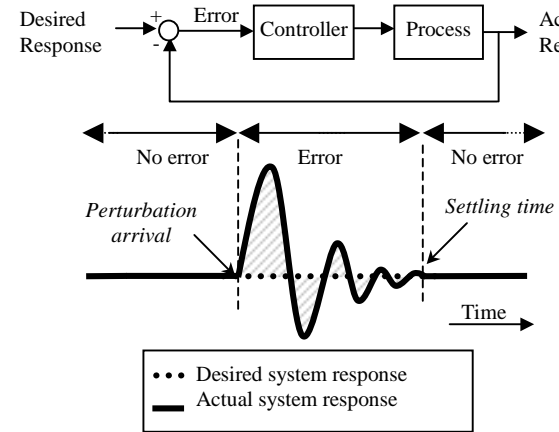 Desired
Response
+
-
Error
Controller
Process
Ac
Re
No error
Error
No error
Perturbation
arrival
Settling time
Time
Desired system response
Actual system response